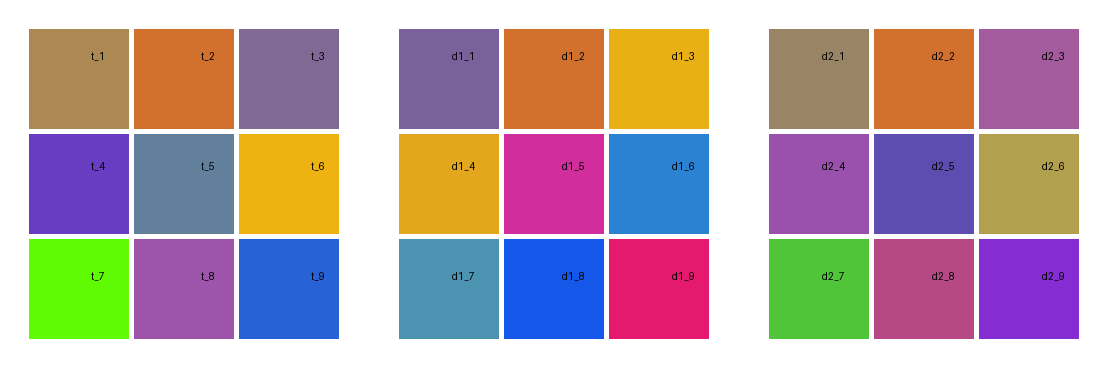 t_1 t_2 t_3 d1_1 d1_2 d1_3 d2_1 d2_2 d2_3
t_4 t_5 t_6 d1_4 d1_5 d1_6 d2_4 d2_5 d2_6
t_7 t_8 t_9 d1_7 d1_8 d1_9 d2_7 d2_8 d2_9